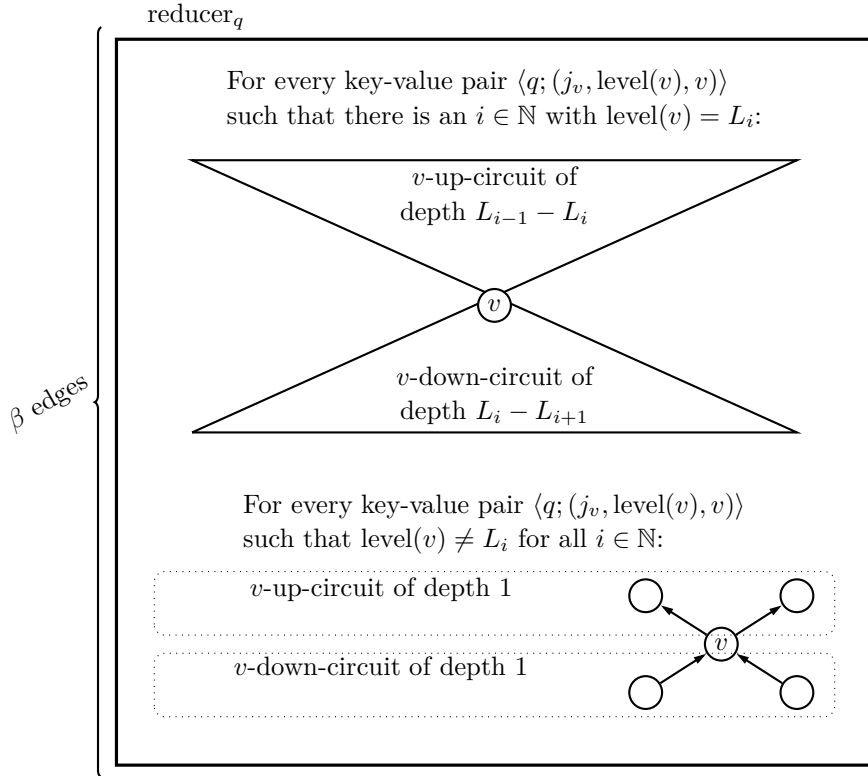 reducer_q
For every key-value pair ⟨q; (j_v, level(v), v)⟩
such that there is an i ∈ ℕ with level(v) = L_i:
v-up-circuit of
depth L_{i−1} − L_i
v
v-down-circuit of
depth L_i − L_{i+1}
β edges
For every key-value pair ⟨q; (j_v, level(v), v)⟩
such that level(v) ≠ L_i for all i ∈ ℕ:
v-up-circuit of depth 1
v
v-down-circuit of depth 1